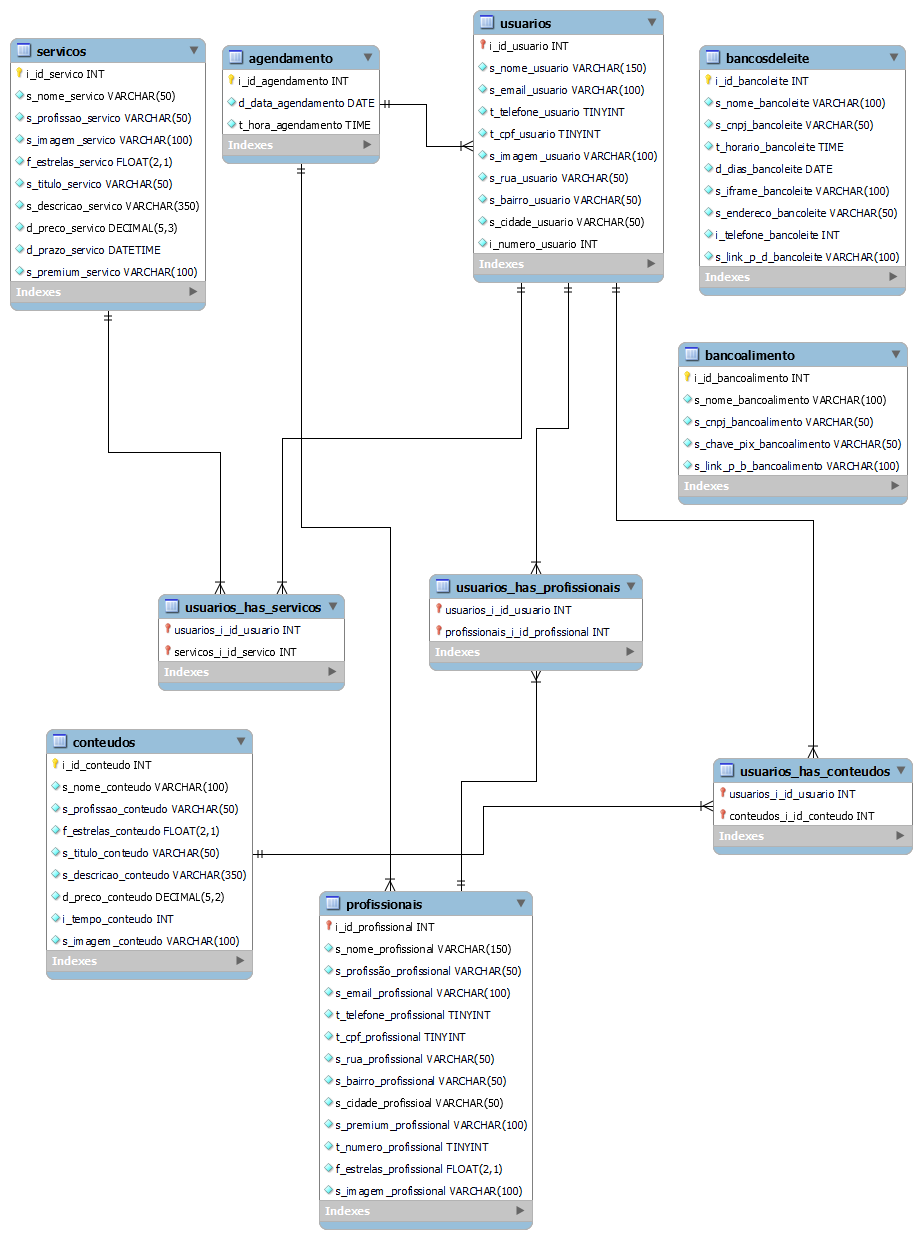 servicos
i_id_servico INT
s_nome_servico VARCHAR(50)
s_profissao_servico VARCHAR(50)
s_imagem_servico VARCHAR(100)
f_estrelas_servico FLOAT(2,1)
s_titulo_servico VARCHAR(50)
s_descricao_servico VARCHAR(350)
d_preco_servico DECIMAL(5,3)
d_prazo_servico DATETIME
s_premium_servico VARCHAR(100)
Indexes
agendamento
i_id_agendamento INT
d_data_agendamento DATE
t_hora_agendamento TIME
Indexes
usuarios
i_id_usuario INT
s_nome_usuario VARCHAR(150)
s_email_usuario VARCHAR(100)
t_telefone_usuario TINYINT
t_cpf_usuario TINYINT
s_imagem_usuario VARCHAR(100)
s_rua_usuario VARCHAR(50)
s_bairro_usuario VARCHAR(50)
s_cidade_usuario VARCHAR(50)
i_numero_usuario INT
Indexes
bancosdeleite
i_id_bancoleite INT
s_nome_bancoleite VARCHAR(100)
s_cnpj_bancoleite VARCHAR(50)
t_horario_bancoleite TIME
d_dias_bancoleite DATE
s_iframe_bancoleite VARCHAR(100)
s_endereco_bancoleite VARCHAR(50)
i_telefone_bancoleite INT
s_link_p_d_bancoleite VARCHAR(100)
Indexes
bancoalimento
i_id_bancoalimento INT
s_nome_bancoalimento VARCHAR(100)
s_cnpj_bancoalimento VARCHAR(50)
s_chave_pix_bancoalimento VARCHAR(50)
s_link_p_b_bancoalimento VARCHAR(100)
Indexes
usuarios_has_servicos
usuarios_i_id_usuario INT
servicos_i_id_servico INT
Indexes
usuarios_has_profissionais
usuarios_i_id_usuario INT
profissionais_i_id_profissional INT
Indexes
conteudos
i_id_conteudo INT
s_nome_conteudo VARCHAR(100)
s_profissao_conteudo VARCHAR(50)
f_estrelas_conteudo FLOAT(2,1)
s_titulo_conteudo VARCHAR(50)
s_descricao_conteudo VARCHAR(350)
d_preco_conteudo DECIMAL(5,2)
i_tempo_conteudo INT
s_imagem_conteudo VARCHAR(100)
Indexes
usuarios_has_conteudos
usuarios_i_id_usuario INT
conteudos_i_id_conteudo INT
Indexes
profissionais
i_id_profissional INT
s_nome_profissional VARCHAR(150)
s_profissão_profissional VARCHAR(50)
s_email_profissional VARCHAR(100)
t_telefone_profissional TINYINT
t_cpf_profissional TINYINT
s_rua_profissional VARCHAR(50)
s_bairro_profissional VARCHAR(50)
s_cidade_profissioal VARCHAR(50)
s_premium_profissional VARCHAR(100)
t_numero_profissional TINYINT
f_estrelas_profissional FLOAT(2,1)
s_imagem_profissional VARCHAR(100)
Indexes